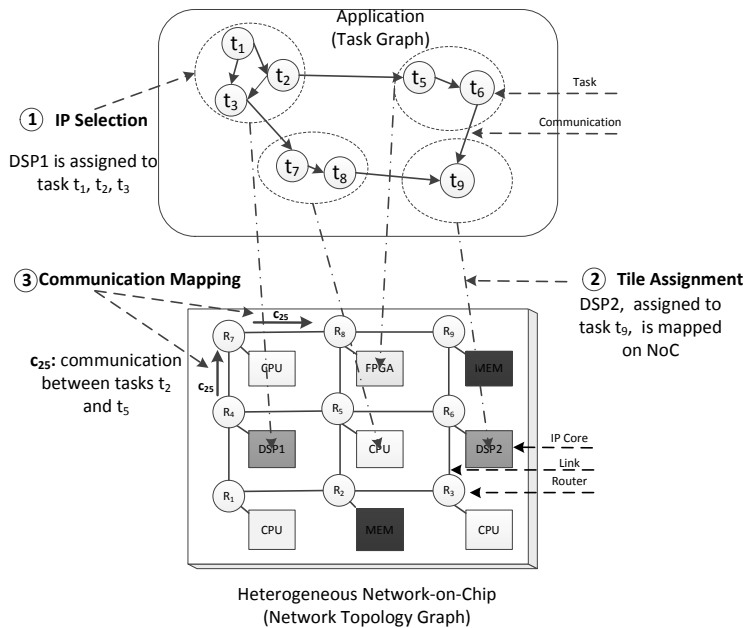 Application
(Task Graph)
t1
t2
t3
t5
t6
t7
t8
t9
Task
Communication
1 IP Selection
DSP1 is assigned to
task t1, t2, t3
3 Communication Mapping
c25: communication
between tasks t2
and t5
2 Tile Assignment
DSP2, assigned to
task t9, is mapped
on NoC
c25
c25
R7
R8
R9
CPU
FPGA
MEM
R4
R5
R6
DSP1
CPU
DSP2
R1
R2
R3
CPU
MEM
CPU
IP Core
Link
Router
Heterogeneous Network-on-Chip
(Network Topology Graph)